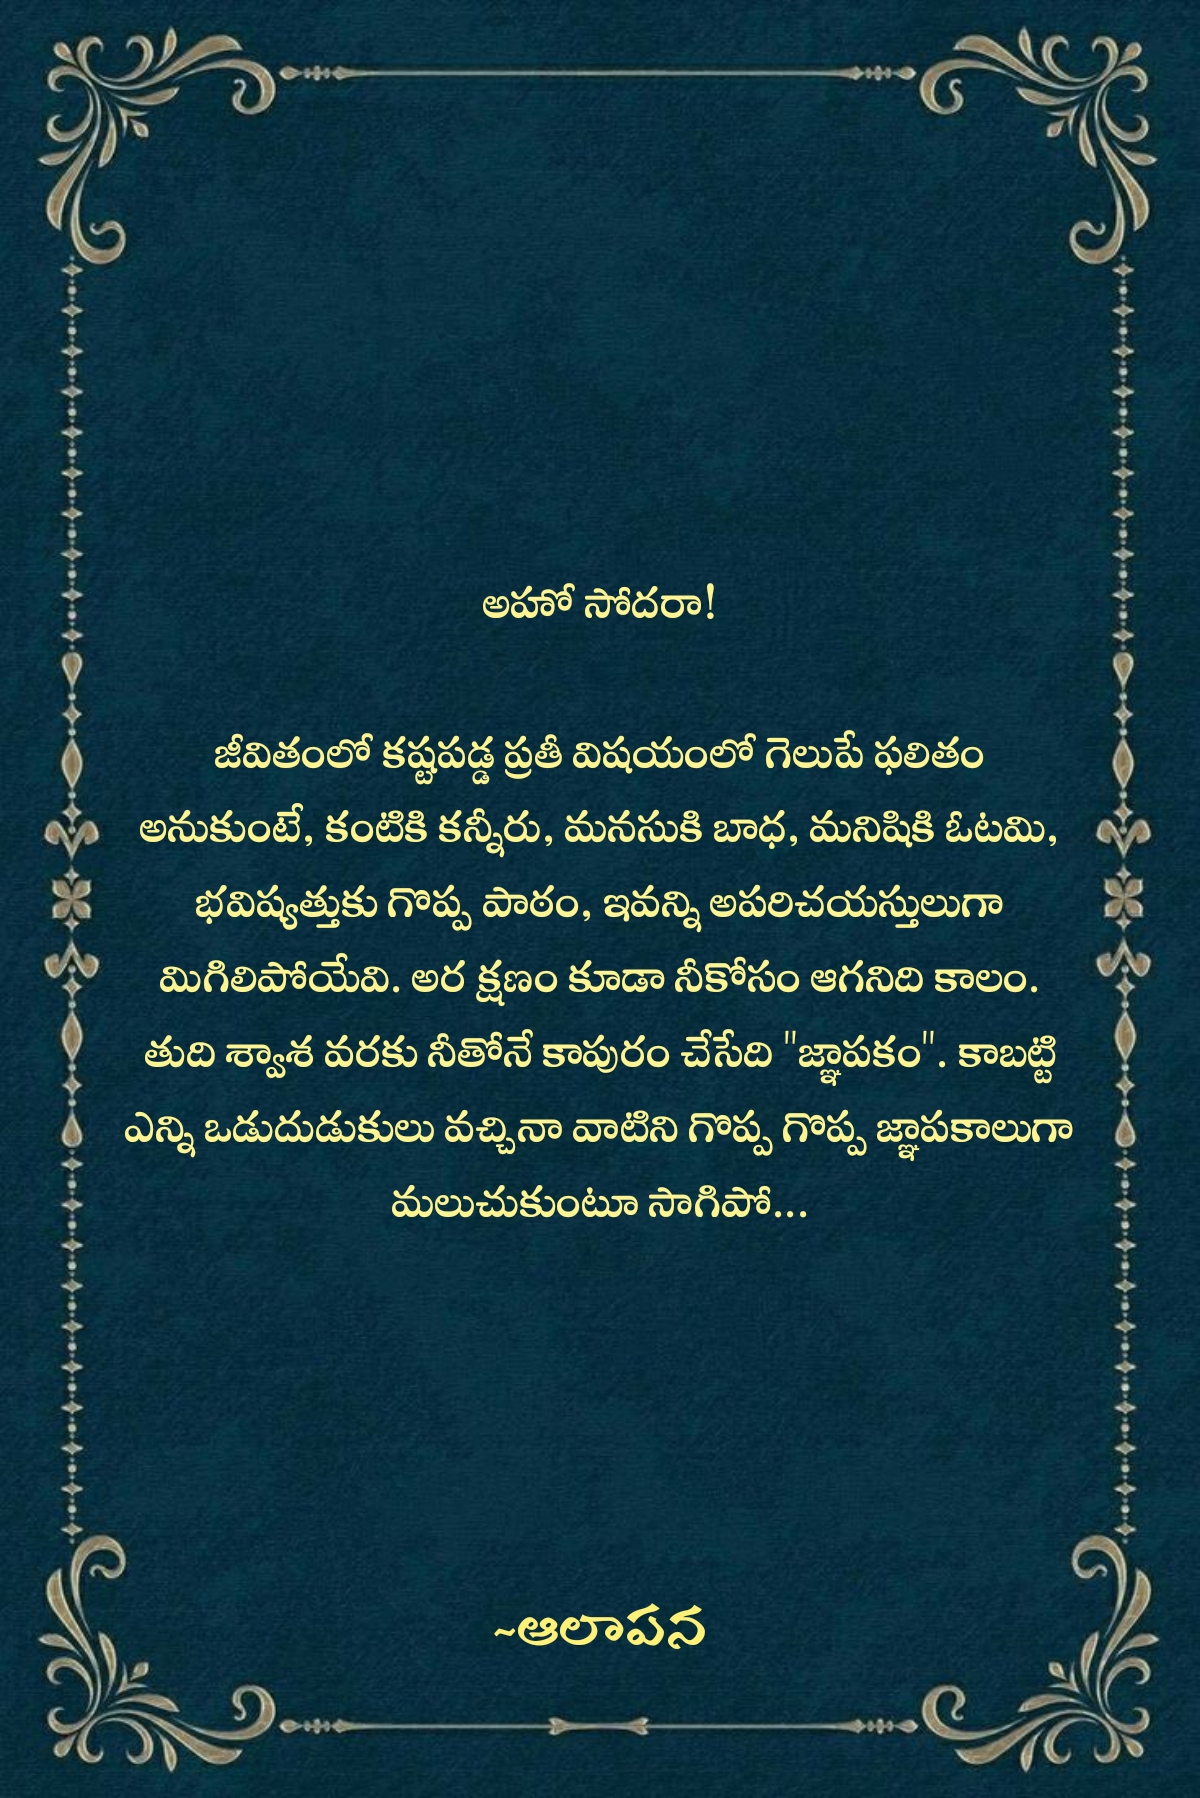 అహో సోదరా!
జీవితంలో కష్టపడ్డ ప్రతీ విషయంలో గెలుపే ఫలితం
అనుకుంటే, కంటికి కన్నీరు, మనసుకి బాధ, మనిషికి ఓటమి,
భవిష్యత్తుకు గొప్ప పాఠం, ఇవన్ని అపరిచయస్తులుగా
మిగిలిపోయేవి. అర క్షణం కూడా నీకోసం ఆగనిది కాలం.
తుది శ్వాశ వరకు నీతోనే కాపురం చేసేది "జ్ఞాపకం". కాబట్టి
ఎన్ని ఒడుదుడుకులు వచ్చినా వాటిని గొప్ప గొప్ప జ్ఞాపకాలుగా
మలుచుకుంటూ సాగిపో...
~ఆలాపన